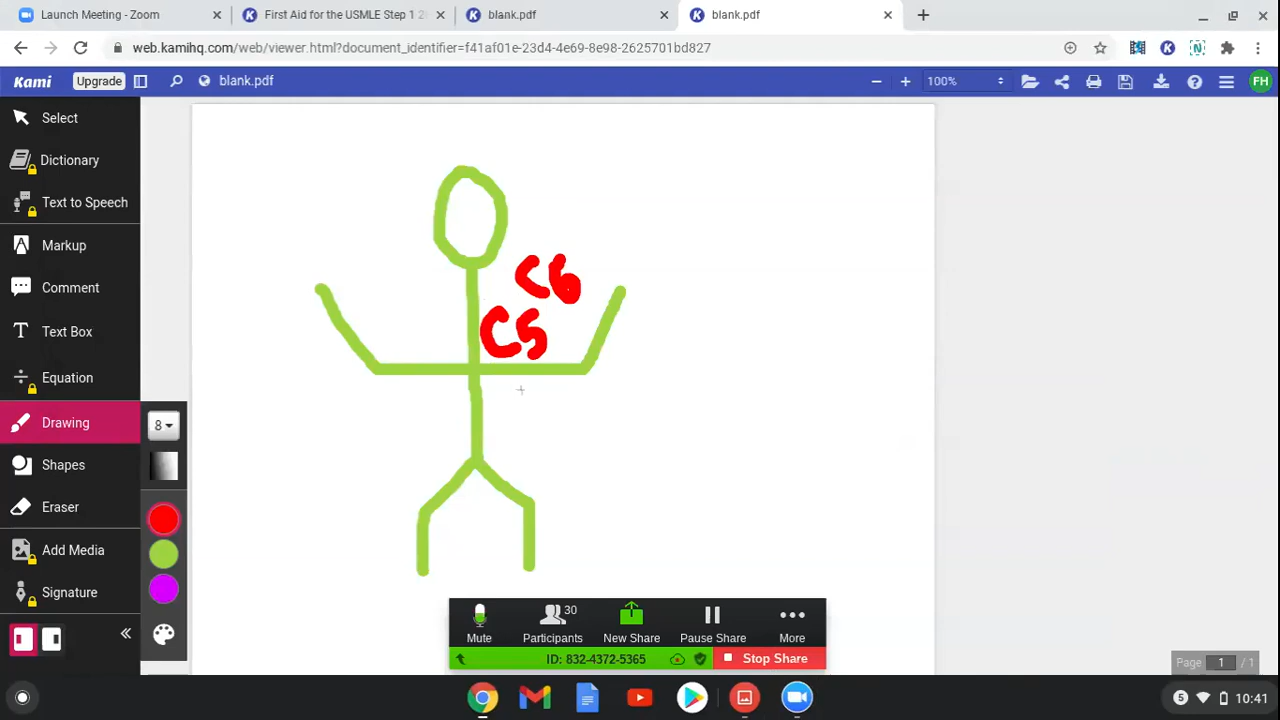 Launch Meeting - Zoom
First Aid for the USMLE Step 1 2
blank.pdf
blank.pdf
web.kamihq.com/web/viewer.html?document_identifier=f41af01e-23d4-4e69-8e98-2625701bd827
Kami Upgrade blank.pdf 100% FH
Select
Dictionary
Text to Speech
Markup
Comment
Text Box
Equation
Drawing
Shapes
Eraser
Add Media
Signature
8
C6
C5
30
Mute Participants New Share Pause Share More
ID: 832-4372-5365 Stop Share
Page 1 / 1
5 10:41